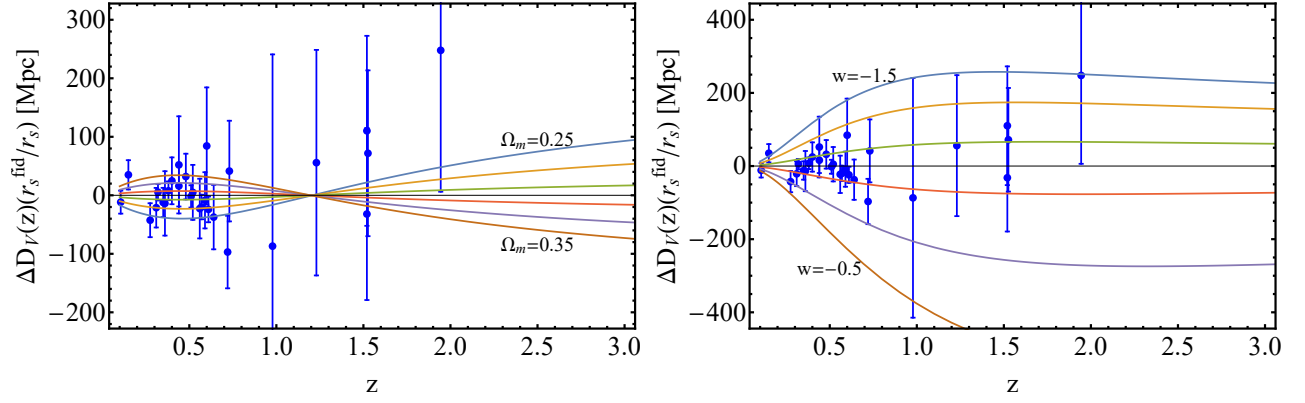 300
200
100
0
−100
−200
ΔD_V(z)(r_s^fid/r_s) [Mpc]
Ω_m=0.25
Ω_m=0.35
0.5 1.0 1.5 2.0 2.5 3.0
z
400
200
0
−200
−400
ΔD_V(z)(r_s^fid/r_s) [Mpc]
w=−1.5
w=−0.5
0.5 1.0 1.5 2.0 2.5 3.0
z